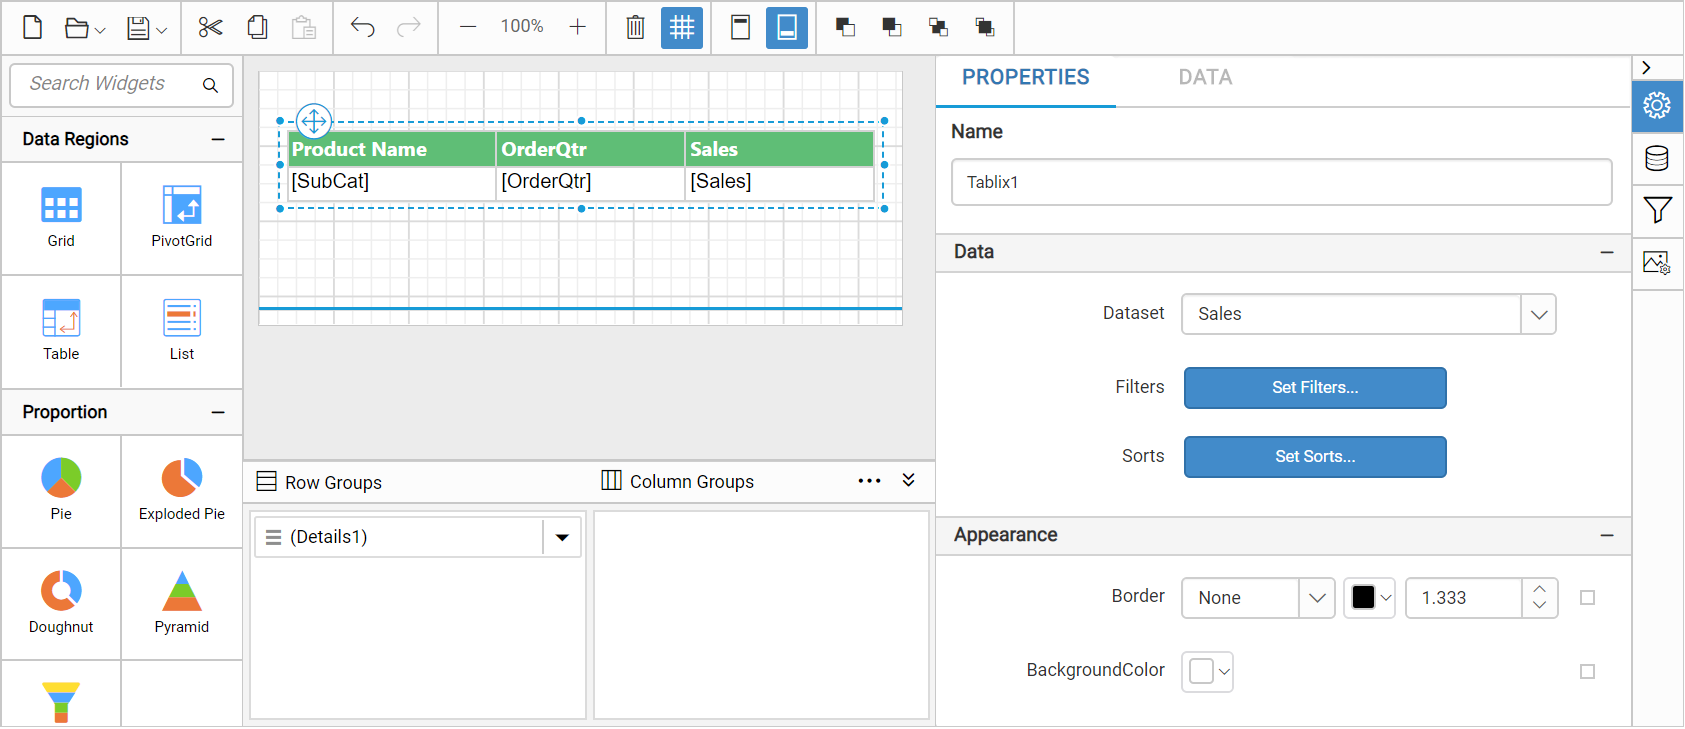 100%
Search Widgets
Data Regions
Grid
PivotGrid
Table
List
Proportion
Pie
Exploded Pie
Doughnut
Pyramid
Product Name
OrderQtr
Sales
[SubCat]
[OrderQtr]
[Sales]
Row Groups
Column Groups
(Details1)
PROPERTIES
DATA
Name
Tablix1
Data
Dataset
Sales
Filters
Set Filters...
Sorts
Set Sorts...
Appearance
Border
None
1.333
BackgroundColor